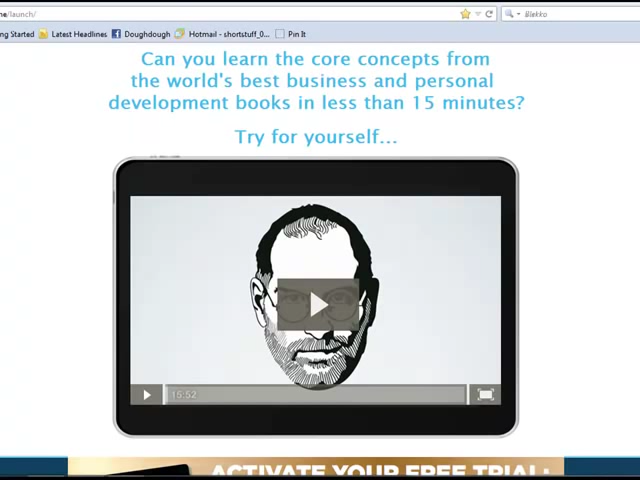 ne/launch/
Blekko
ng Started Latest Headlines Doughdough Hotmail - shortstuff_0... Pin It
Can you learn the core concepts from
the world's best business and personal
development books in less than 15 minutes?
Try for yourself...
15:52
ACTIVATE YOUR FREE TRIAL: